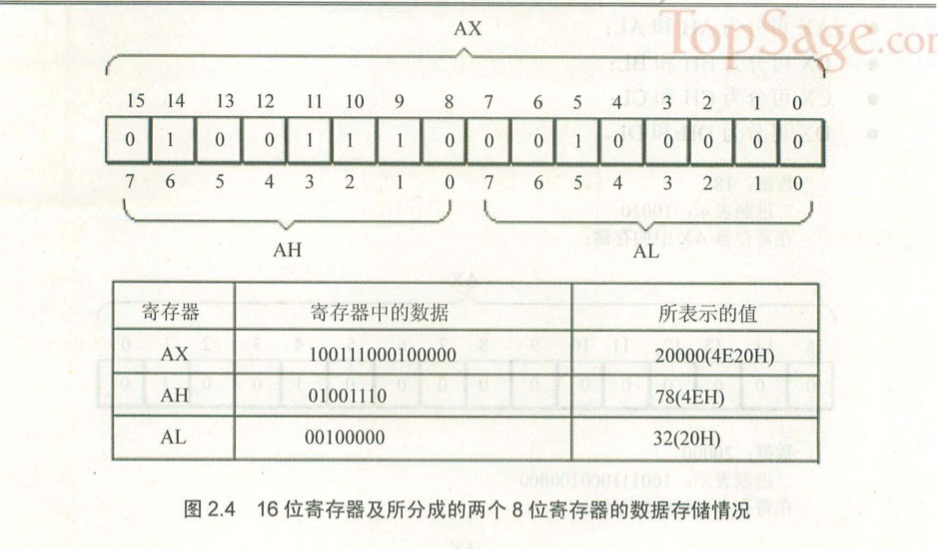 AX
TopSage.com
15 14 13 12 11 10 9 8 7 6 5 4 3 2 1 0
0 1 0 0 1 1 1 0 0 0 1 0 0 0 0 0
7 6 5 4 3 2 1 0 7 6 5 4 3 2 1 0
AH AL
寄存器 寄存器中的数据 所表示的值
AX 100111000100000 20000(4E20H)
AH 01001110 78(4EH)
AL 00100000 32(20H)
图 2.4 16 位寄存器及所分成的两个 8 位寄存器的数据存储情况